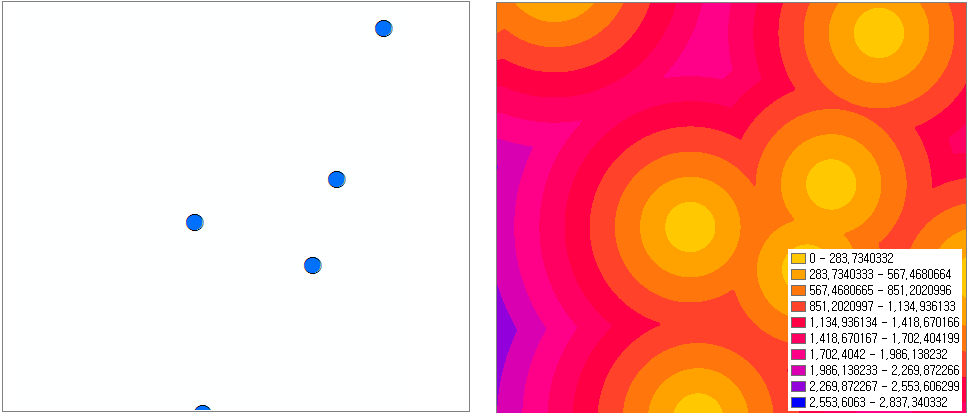 0 - 283,7340332
283,7340333 - 567,4680664
567,4680665 - 851,2020996
851,2020997 - 1,134,936133
1,134,936134 - 1,418,670166
1,418,670167 - 1,702,404199
1,702,4042 - 1,986,138232
1,986,138233 - 2,269,872266
2,269,872267 - 2,553,606299
2,553,6063 - 2,837,340332